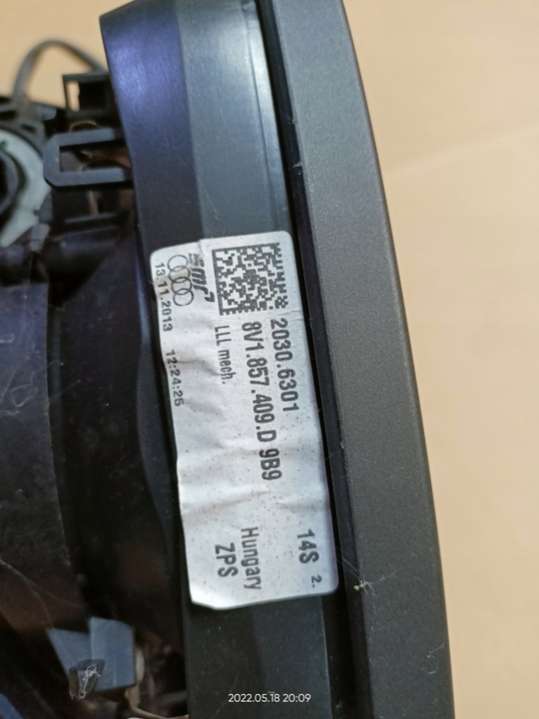 smr
13.11.2013 12:24:25
2030.6301
8V1.857.409.D 9B9
LLL mech.
14S 2.
Hungary
ZPS
2022.05.18 20:09